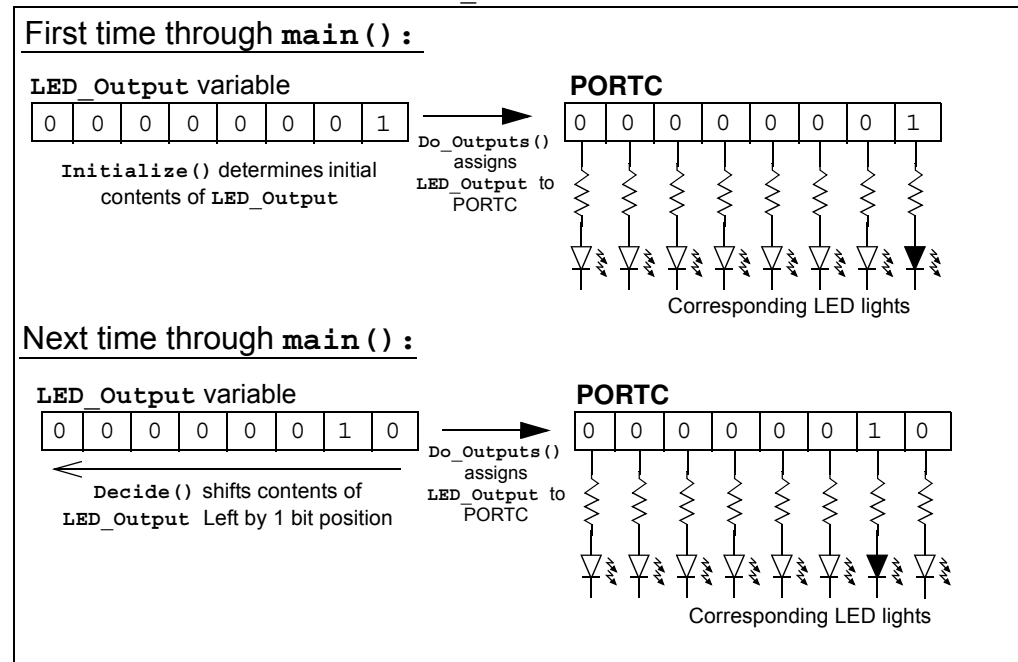 _
First time through main():
LED_Output variable
0 0 0 0 0 0 0 1
Initialize() determines initial
contents of LED_Output
Do_Outputs()
assigns
LED_Output to
PORTC
PORTC
0 0 0 0 0 0 0 1
Corresponding LED lights
Next time through main():
LED_Output variable
0 0 0 0 0 0 1 0
Decide() shifts contents of
LED_Output Left by 1 bit position
Do_Outputs()
assigns
LED_Output to
PORTC
PORTC
0 0 0 0 0 0 1 0
Corresponding LED lights